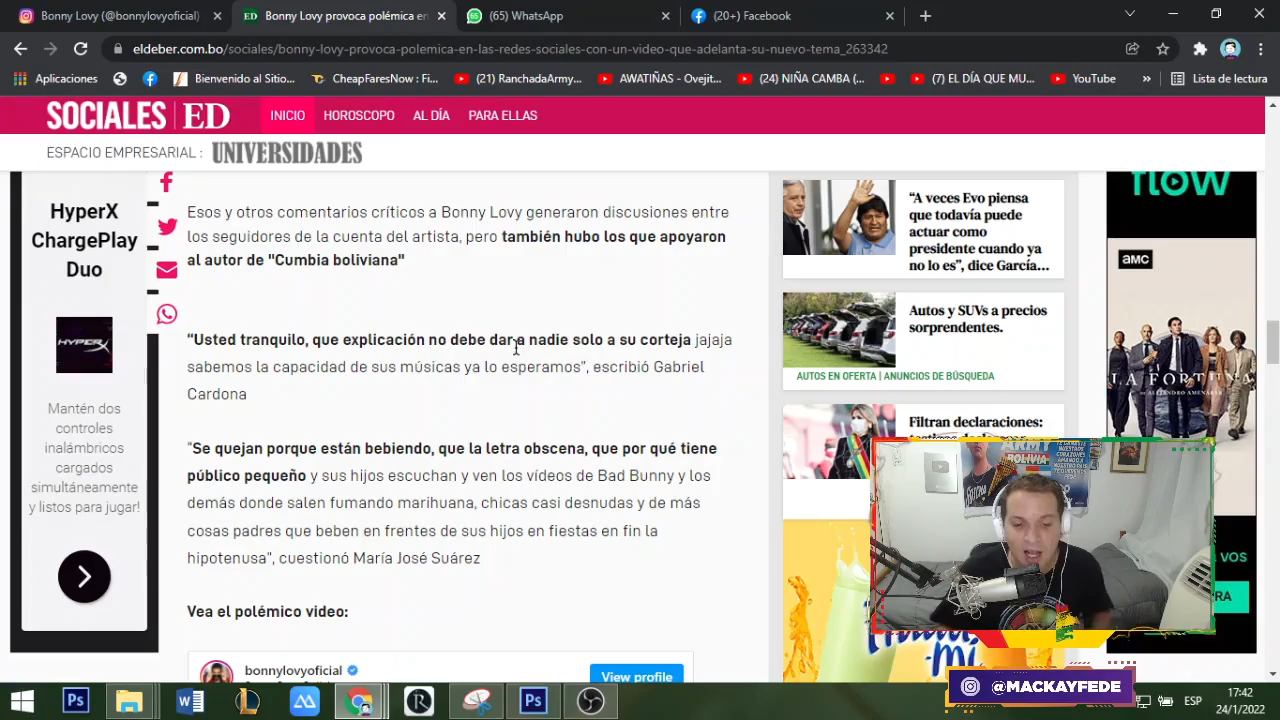 Bonny Lovy (@bonnylovyoficial)
Bonny Lovy provoca polémica en
(65) WhatsApp
(20+) Facebook
eldeber.com.bo/sociales/bonny-lovy-provoca-polemica-en-las-redes-sociales-con-un-video-que-adelanta-su-nuevo-tema_263342
Aplicaciones
Bienvenido al Sitio...
CheapFaresNow : Fi...
(21) RanchadaArmy...
AWATIÑAS - Ovejit...
(24) NIÑA CAMBA (...
(7) EL DÍA QUE MU...
YouTube
Lista de lectura
SOCIALES | ED
INICIO
HOROSCOPO
AL DÍA
PARA ELLAS
ESPACIO EMPRESARIAL :
UNIVERSIDADES
HyperX
ChargePlay
Duo
HYPERX
Mantén dos
controles
inalámbricos
cargados
simultáneamente
y listos para jugar!
Esos y otros comentarios críticos a Bonny Lovy generaron discusiones entre
los seguidores de la cuenta del artista, pero también hubo los que apoyaron
al autor de "Cumbia boliviana"
“Usted tranquilo, que explicación no debe dar a nadie solo a su corteja jajaja
sabemos la capacidad de sus músicas ya lo esperamos”, escribió Gabriel
Cardona
“Se quejan porque están bebiendo, que la letra obscena, que por qué tiene
público pequeño y sus hijos escuchan y ven los videos de Bad Bunny y los
demás donde salen fumando marihuana, chicas casi desnudas y de más
cosas padres que beben en frentes de sus hijos en fiestas en fin la
hipotenusa”, cuestionó María José Suárez
Vea el polémico video:
bonnylovyoficial
View profile
“A veces Evo piensa
que todavía puede
actuar como
presidente cuando ya
no lo es”, dice García...
Autos y SUVs a precios
sorprendentes.
AUTOS EN OFERTA | ANUNCIOS DE BÚSQUEDA
Filtran declaraciones:
flow
amc
LA FORTUNA
BOLIVIA
VOS
RA
@MACKAYFEDE
Ps
W
R
Ps
ESP
17:42
24/1/2022